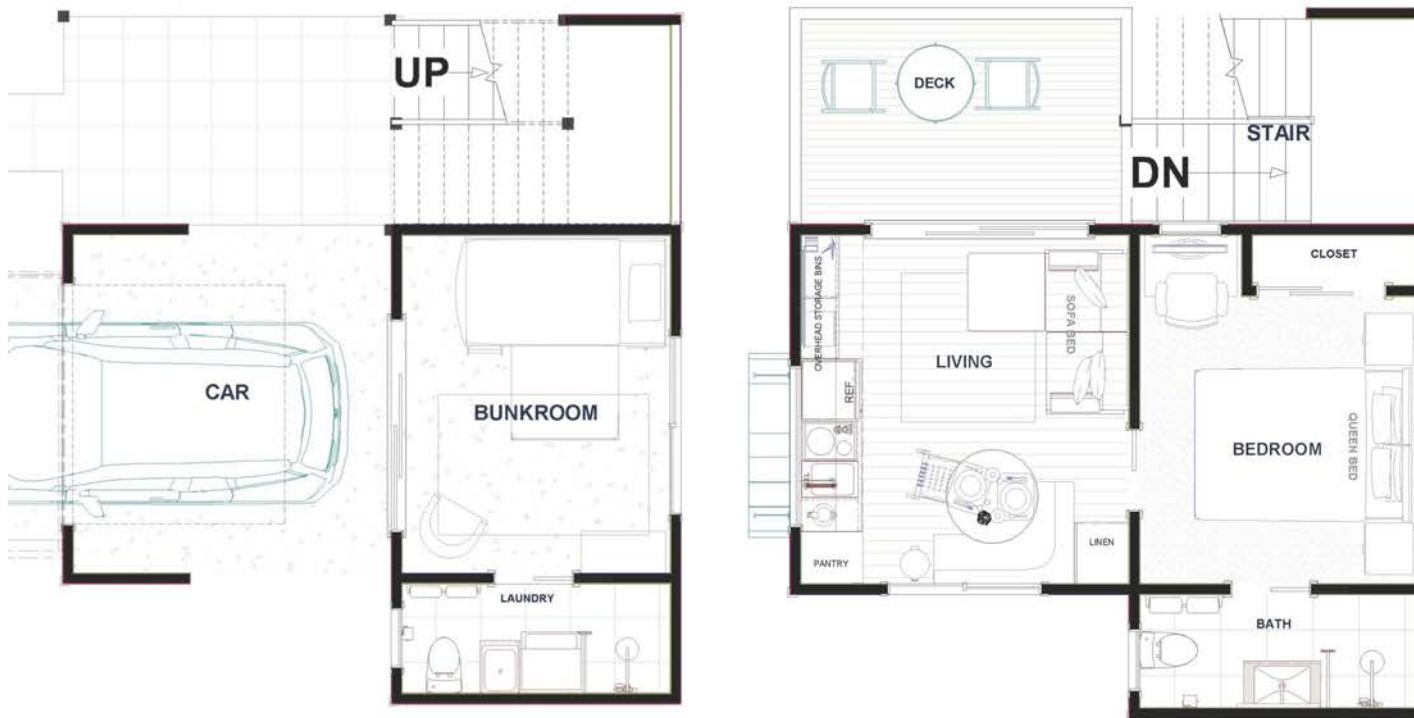 UP
CAR
BUNKROOM
LAUNDRY
DECK
STAIR
DN
CLOSET
OVERHEAD STORAGE BINS
SOFA BED
LIVING
REF
BEDROOM
QUEEN BED
PANTRY
LINEN
BATH